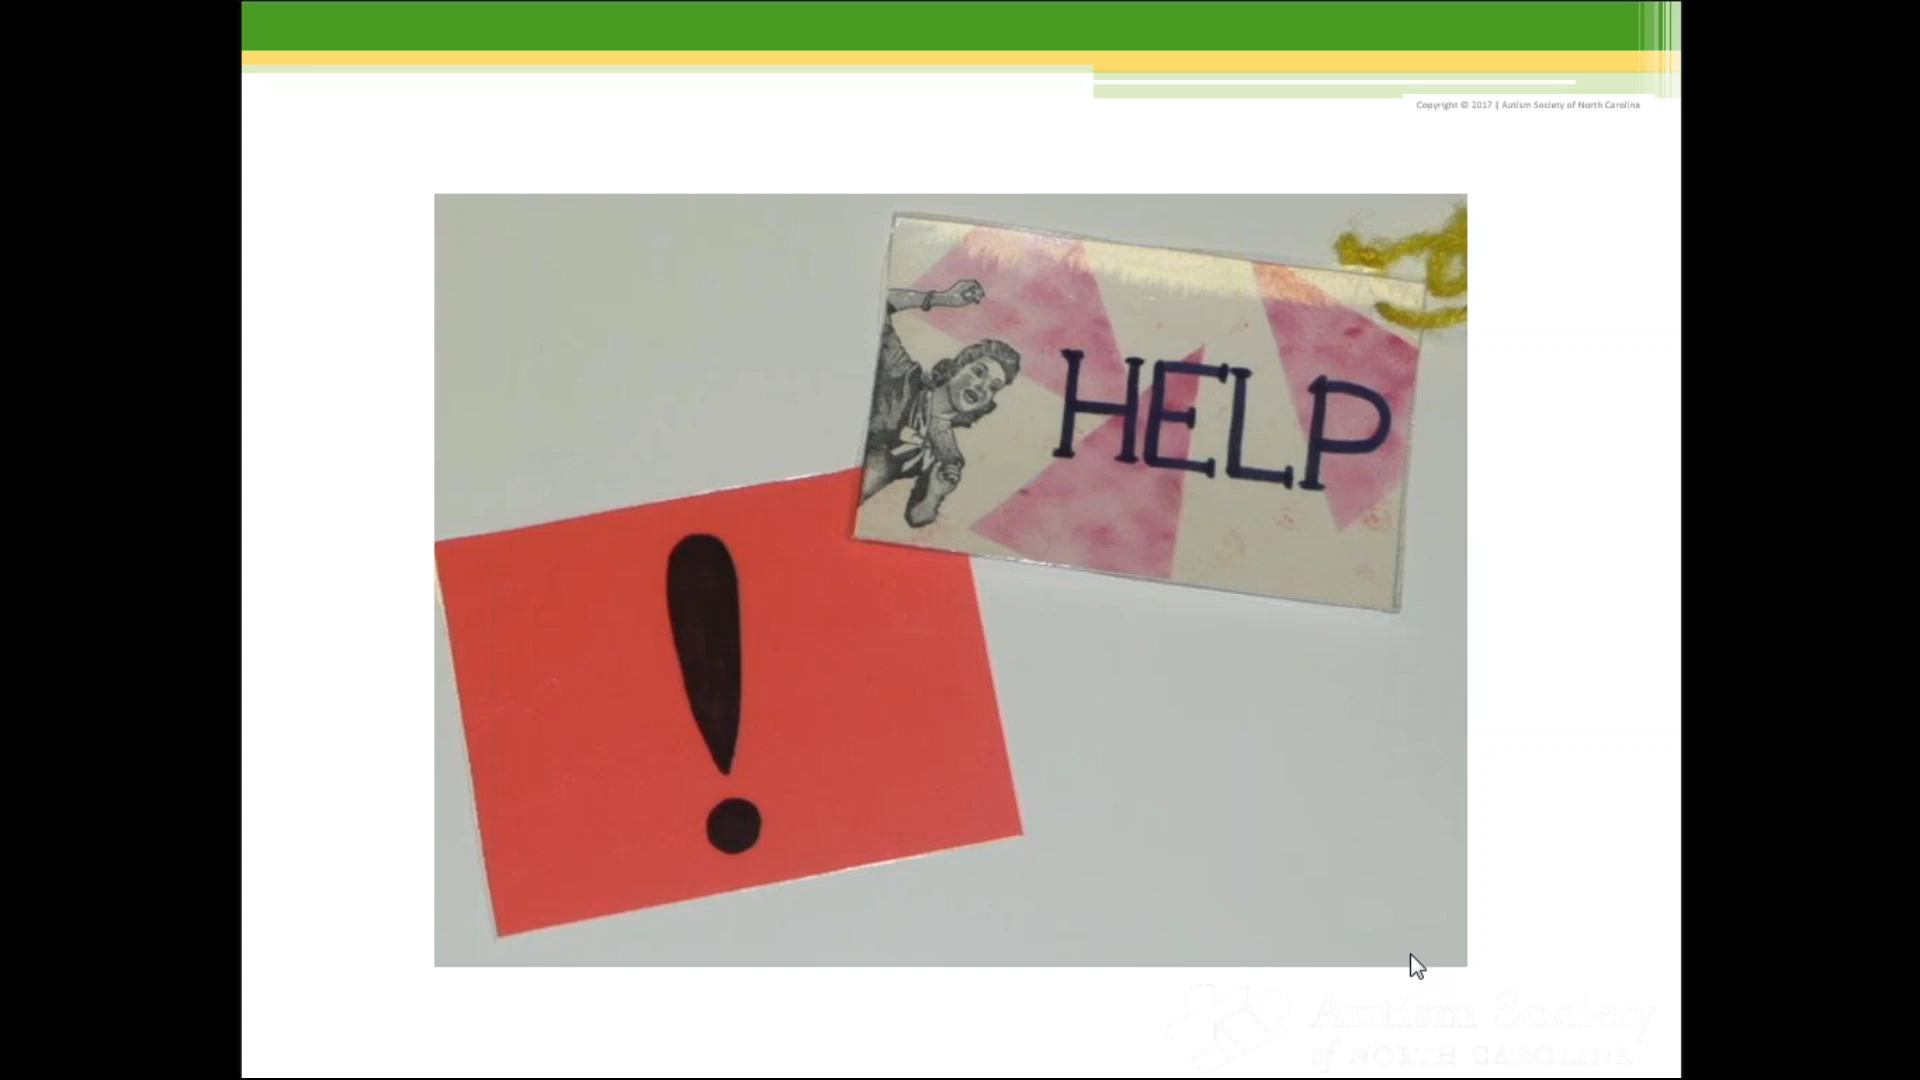 Copyright © 2017 | Autism Society of North Carolina
HELP
!
Autism Society
of NORTH CAROLINA